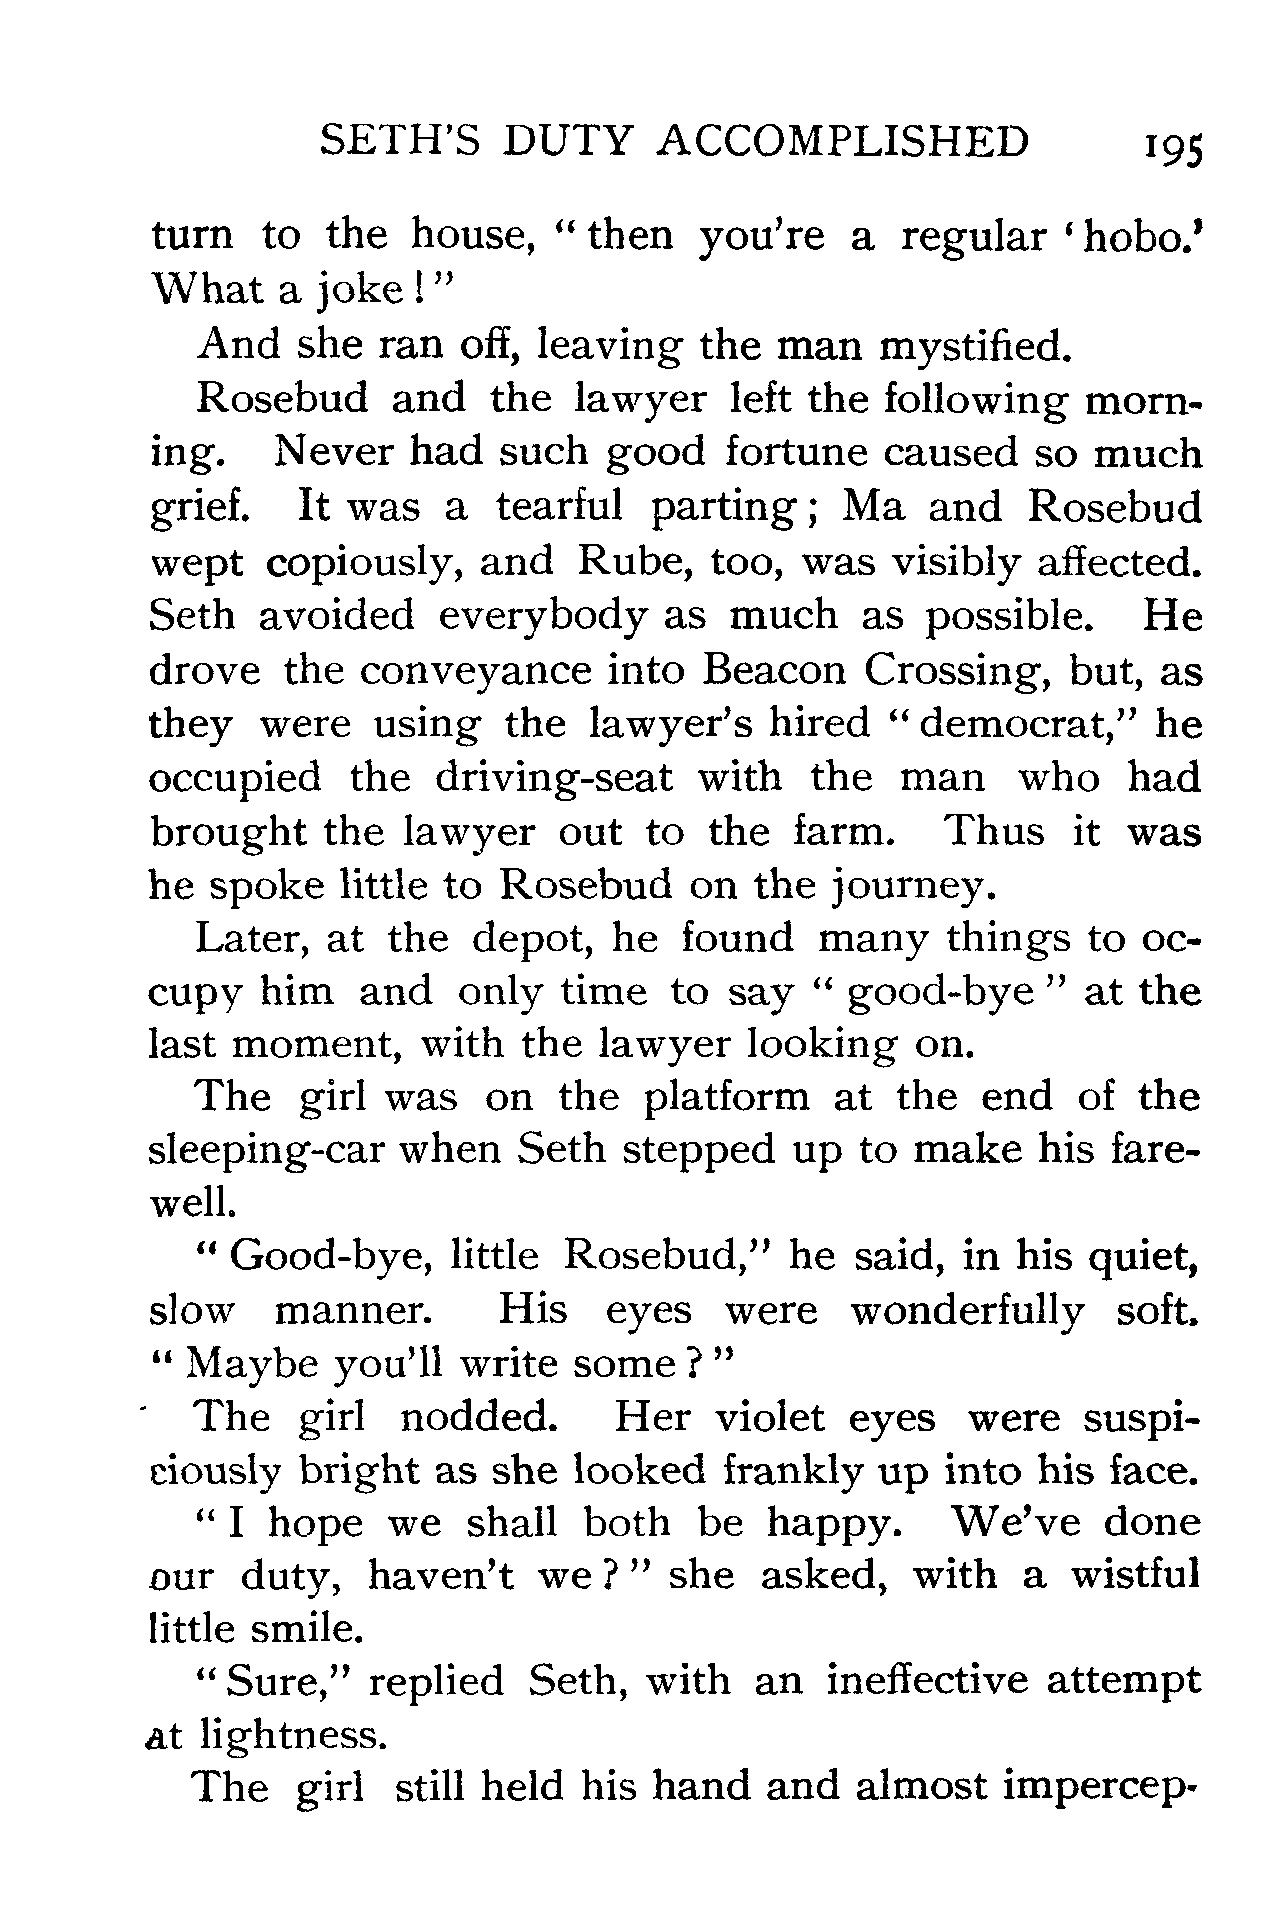 SETH'S DUTY ACCOMPLISHED 195
turn to the house, “ then you're a regular ‘ hobo.’
What a joke ! ”
And she ran off, leaving the man mystified.
Rosebud and the lawyer left the following morn-
ing. Never had such good fortune caused so much
grief. It was a tearful parting ; Ma and Rosebud
wept copiously, and Rube, too, was visibly affected.
Seth avoided everybody as much as possible. He
drove the conveyance into Beacon Crossing, but, as
they were using the lawyer's hired “ democrat,” he
occupied the driving-seat with the man who had
brought the lawyer out to the farm. Thus it was
he spoke little to Rosebud on the journey.
Later, at the depot, he found many things to oc-
cupy him and only time to say “ good-bye ” at the
last moment, with the lawyer looking on.
The girl was on the platform at the end of the
sleeping-car when Seth stepped up to make his fare-
well.
“ Good-bye, little Rosebud,” he said, in his quiet,
slow manner. His eyes were wonderfully soft.
“ Maybe you'll write some ? ”
The girl nodded. Her violet eyes were suspi-
ciously bright as she looked frankly up into his face.
“ I hope we shall both be happy. We've done
our duty, haven't we ? ” she asked, with a wistful
little smile.
“ Sure,” replied Seth, with an ineffective attempt
at lightness.
The girl still held his hand and almost impercep-